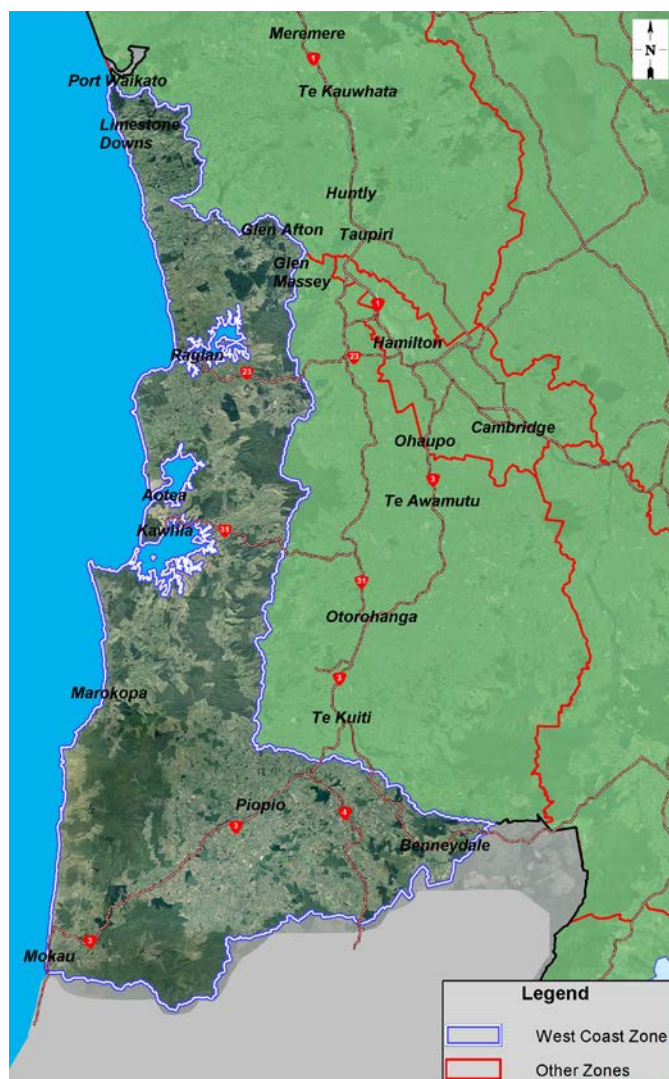 Meremere
N
1
Port Waikato
Te Kauwhata
Limestone
Downs
Huntly
Glen Afton
Taupiri
Glen
Massey
1
Hamilton
Raglan
23
23
Cambridge
Ohaupo
3
Te Awamutu
Aotea
Kawhia
31
31
Otorohanga
3
Marokopa
Te Kuiti
Piopio
3
4
Benneydale
3
Mokau
Legend
West Coast Zone
Other Zones